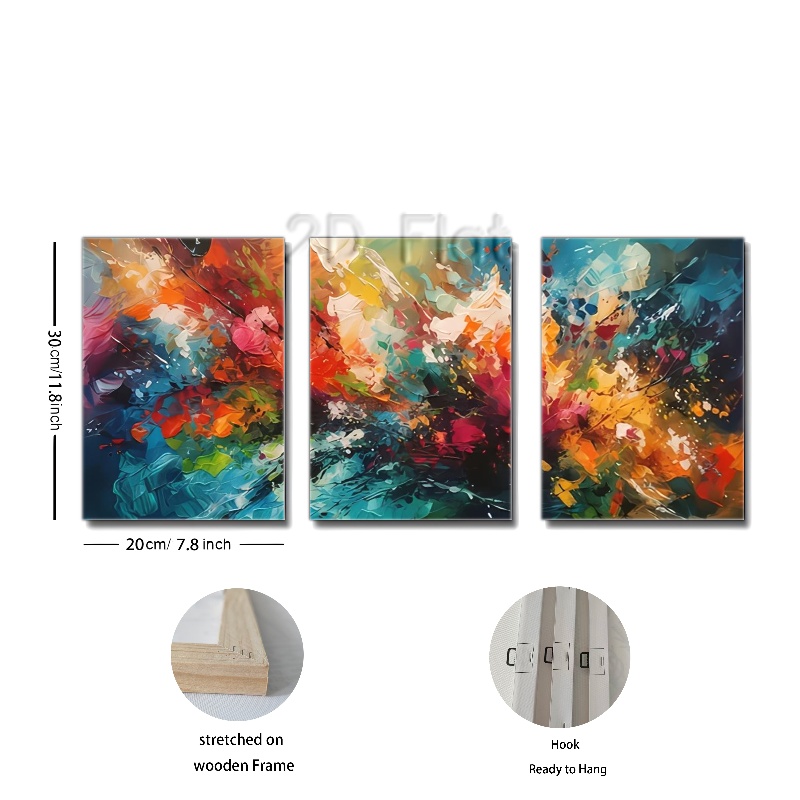 2D Flat
30cm/11.8inch
20cm/ 7.8 inch
stretched on
wooden Frame
Hook
Ready to Hang